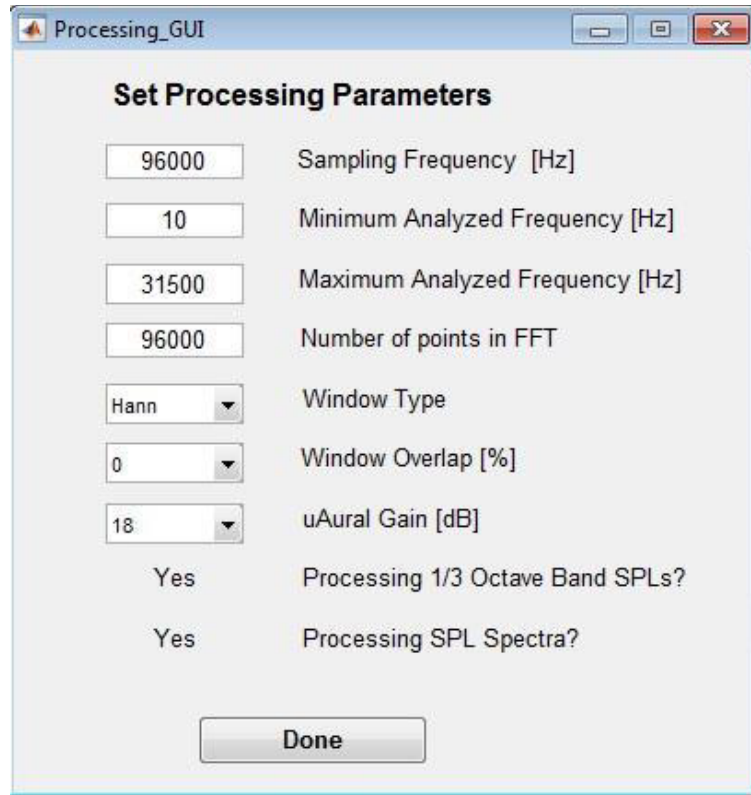 Processing_GUI
Set Processing Parameters
96000 Sampling Frequency [Hz]
10 Minimum Analyzed Frequency [Hz]
31500 Maximum Analyzed Frequency [Hz]
96000 Number of points in FFT
Hann Window Type
0 Window Overlap [%]
18 uAural Gain [dB]
Yes Processing 1/3 Octave Band SPLs?
Yes Processing SPL Spectra?
Done